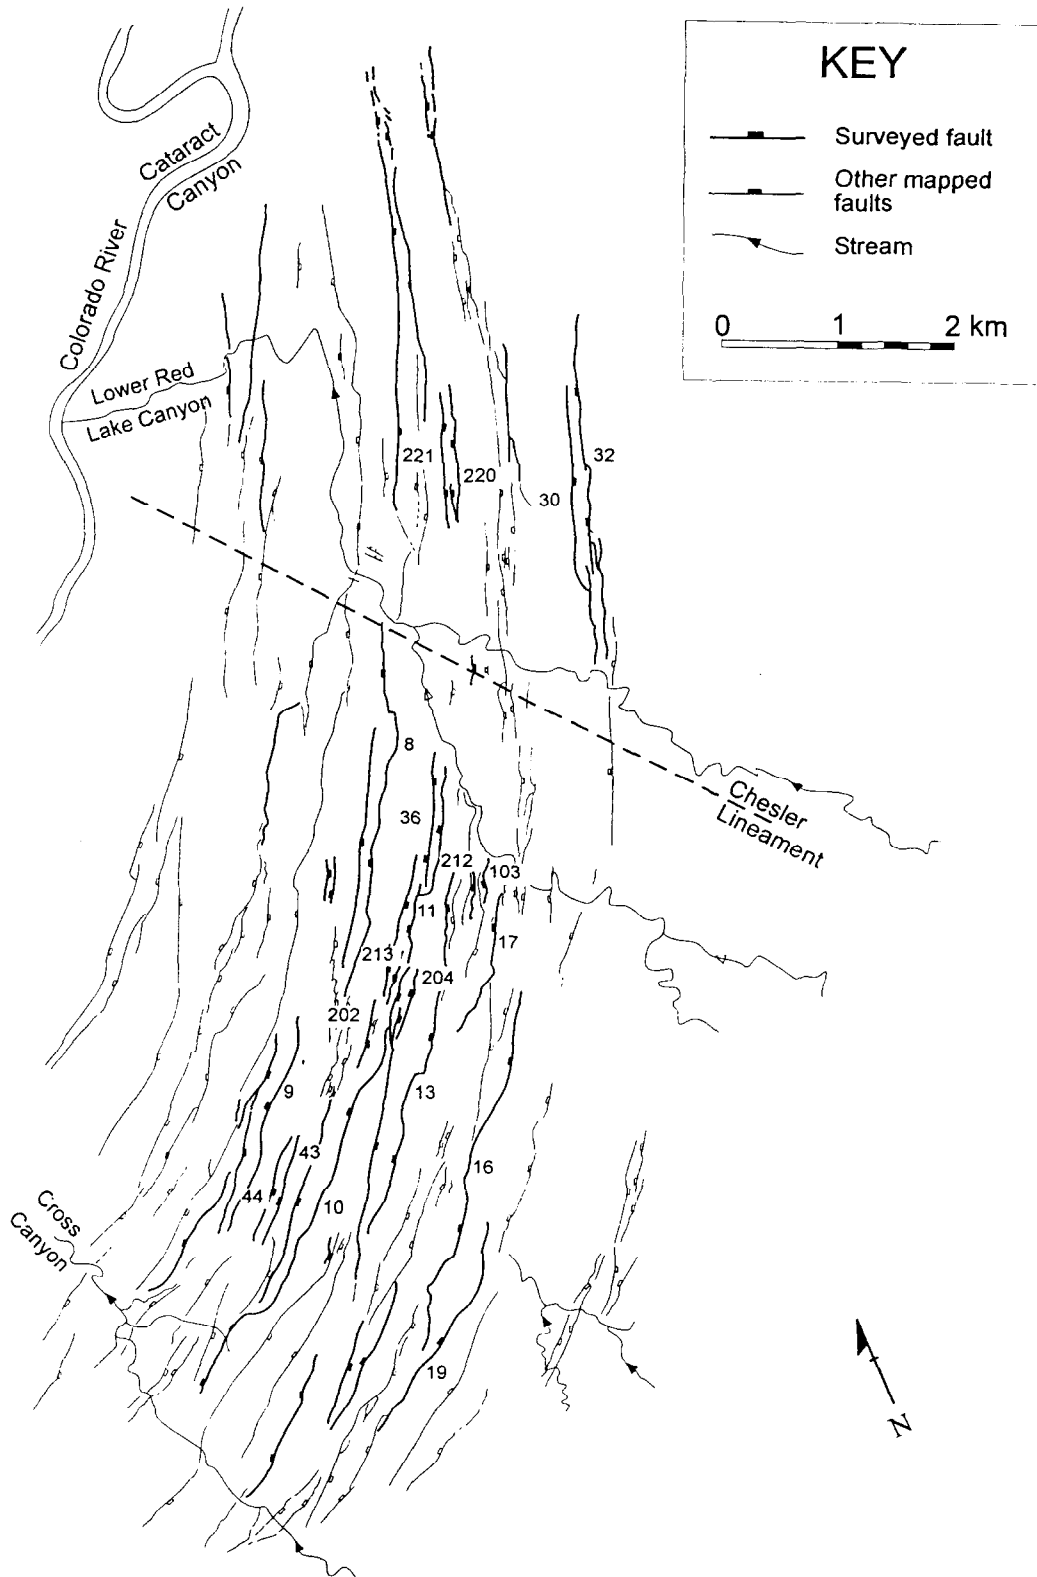 KEY
Surveyed fault
Other mapped
faults
Stream
0 1 2 km
Cataract
Canyon
Colorado River
Lower Red
Lake Canyon
221
220
32
30
8
Chesler
Lineament
36
212
103
11
17
213
204
202
9
13
43
16
44
10
Cross
Canyon
19
N